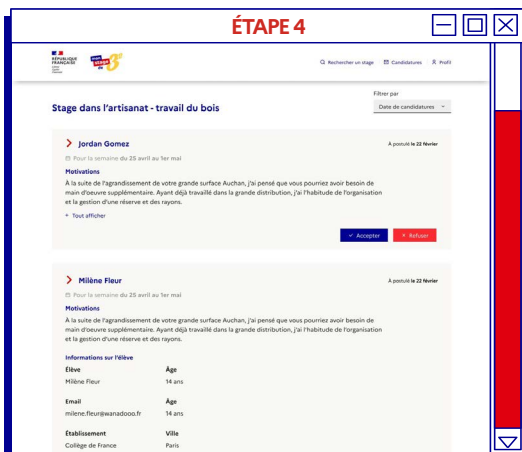 ÉTAPE 4
RÉPUBLIQUE
FRANÇAISE
mon
stage
de 3e
Rechercher un stage
Candidatures
Profil
Filtrer par
Stage dans l'artisanat - travail du bois
Date de candidatures
Jordan Gomez
A postulé le 22 février
Pour la semaine du 25 avril au 1er mai
Motivations
À la suite de l'agrandissement de votre grande surface Auchan, j'ai pensé que vous pourriez avoir besoin de
main d'oeuvre supplémentaire. Ayant déjà travaillé dans la grande distribution, j'ai l'habitude de l'organisation
et la gestion d'une réserve et des rayons.
+ Tout afficher
Accepter
Refuser
Milène Fleur
A postulé le 22 février
Pour la semaine du 25 avril au 1er mai
Motivations
À la suite de l'agrandissement de votre grande surface Auchan, j'ai pensé que vous pourriez avoir besoin de
main d'oeuvre supplémentaire. Ayant déjà travaillé dans la grande distribution, j'ai l'habitude de l'organisation
et la gestion d'une réserve et des rayons.
Informations sur l'élève
Élève Âge
Milène Fleur 14 ans
Email Âge
milene.fleur@wanadooo.fr 14 ans
Établissement Ville
Collège de France Paris